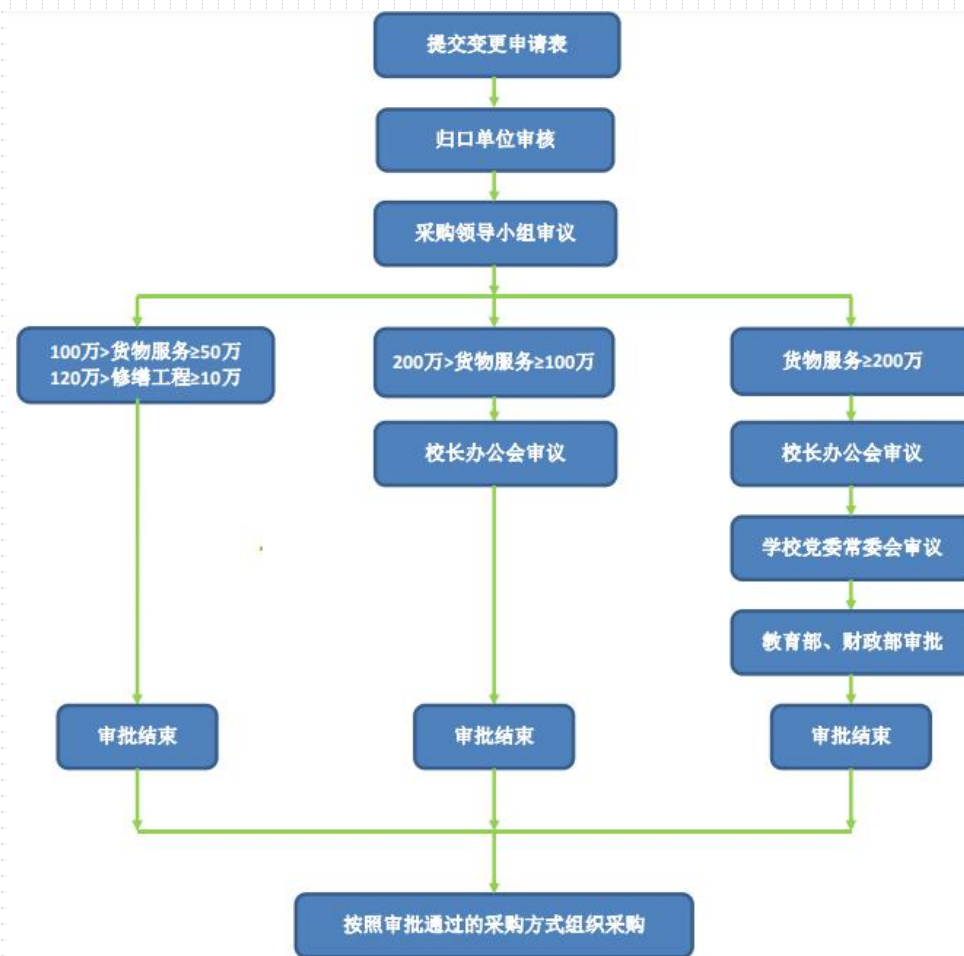 提交变更申请表
归口单位审核
采购领导小组审议
100万>货物服务≥50万
120万>修缮工程≥10万
200万>货物服务≥100万
货物服务≥200万
校长办公会审议
校长办公会审议
学校党委常委会审议
教育部、财政部审批
审批结束
审批结束
审批结束
按照审批通过的采购方式组织采购